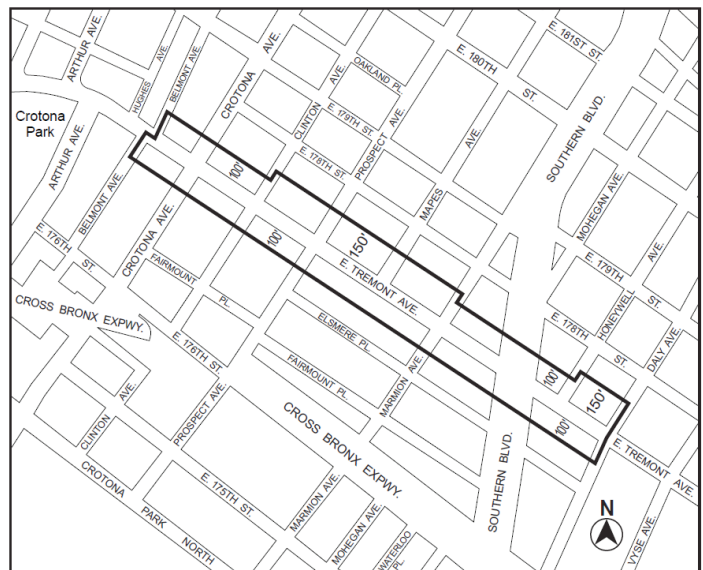 ARTHUR AVE.
HUGHES AVE.
BELMONT AVE.
CROTONA AVE.
OAKLAND PL.
E. 180TH ST.
E. 181ST ST.
Crotona
Park
ARTHUR AVE.
CLINTON AVE.
E. 179TH ST.
E. 178TH ST.
PROSPECT AVE.
MAPES AVE.
SOUTHERN BLVD.
MOHEGAN AVE.
BELMONT AVE.
100'
100'
150'
E. TREMONT AVE.
E. 179TH ST.
E. 178TH ST.
HONEYWELL AVE.
DALY AVE.
E. 176TH ST.
CROTONA AVE.
FAIRMOUNT PL.
CROSS BRONX EXPWY.
E. 176TH ST.
ELSMERE PL.
FAIRMOUNT PL.
MARMION AVE.
100'
150'
100'
CLINTON AVE.
PROSPECT AVE.
CROSS BRONX EXPWY.
SOUTHERN BLVD.
E. TREMONT AVE.
CROTONA PARK NORTH
E. 175TH ST.
MARMION AVE.
MOHEGAN AVE.
WATERLOO PL.
N
VYSE AVE.